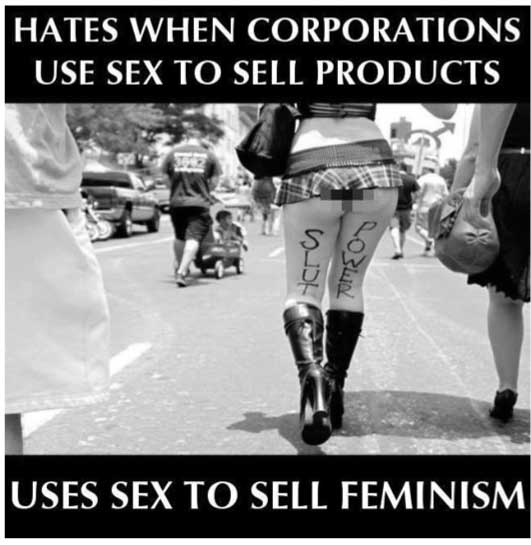 HATES WHEN CORPORATIONS
USE SEX TO SELL PRODUCTS
SLUT
POWER
USES SEX TO SELL FEMINISM